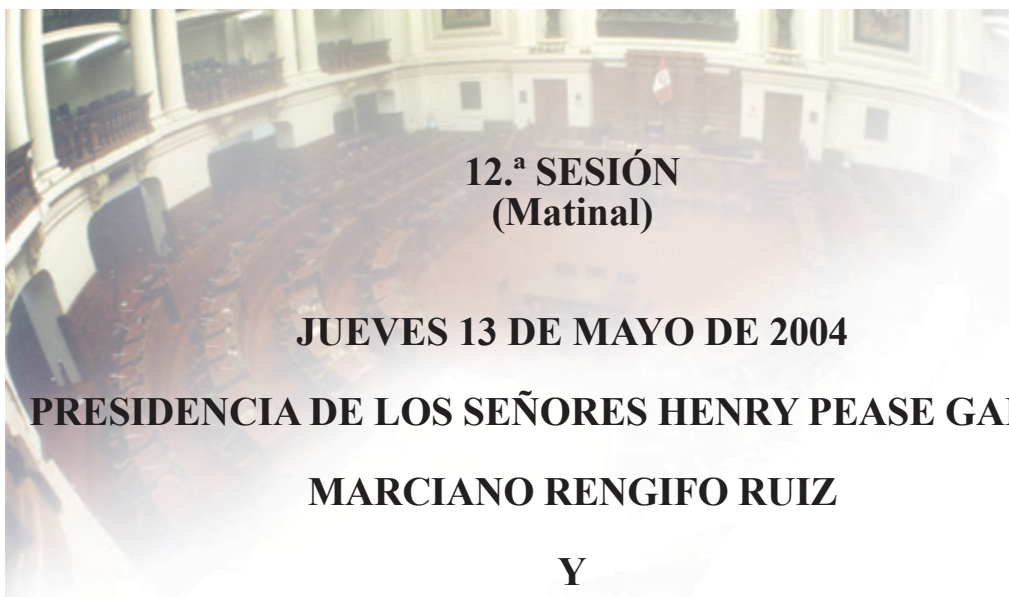 12.ª SESIÓN
(Matinal)
JUEVES 13 DE MAYO DE 2004
PRESIDENCIA DE LOS SEÑORES HENRY PEASE
MARCIANO RENGIFO RUIZ
Y